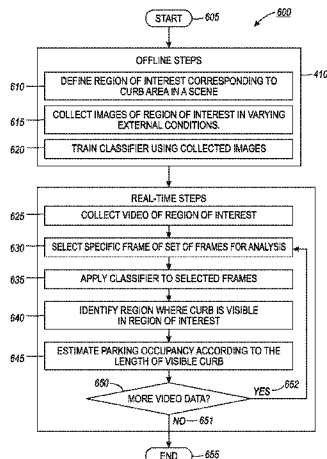 START
605
600
OFFLINE STEPS
410
610
DEFINE REGION OF INTEREST CORRESPONDING TO
CURB AREA IN A SCENE
615
COLLECT IMAGES OF REGION OF INTEREST IN VARYING
EXTERNAL CONDITIONS.
620
TRAIN CLASSIFIER USING COLLECTED IMAGES
REAL-TIME STEPS
625
COLLECT VIDEO OF REGION OF INTEREST
630
SELECT SPECIFIC FRAME OF SET OF FRAMES FOR ANALYSIS
635
APPLY CLASSIFIER TO SELECTED FRAMES
640
IDENTIFY REGION WHERE CURB IS VISIBLE
IN REGION OF INTEREST
645
ESTIMATE PARKING OCCUPANCY ACCORDING TO THE
LENGTH OF VISIBLE CURB
650
MORE VIDEO DATA?
YES
652
NO
651
END
655